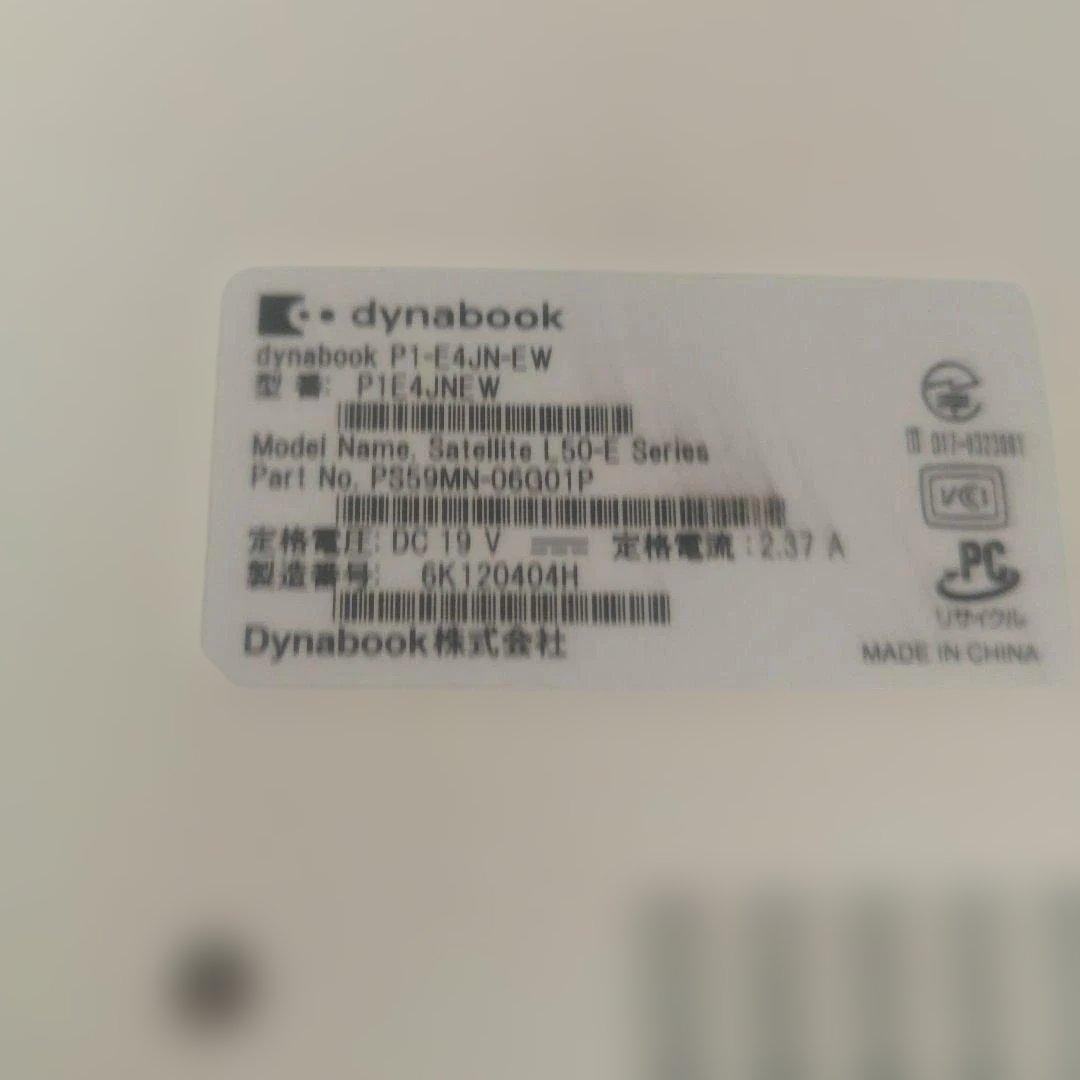 dynabook
dynabook P1-E4JN-EW
型 番: P1E4JNEW
Model Name. Satellite L50-E Series
Part No. PS59MN-06G01P
定格電圧: DC 19 V 定格電流: 2.37 A
製造番号: 6K120404H
Dynabook株式会社
VCI
PC
リサイクル
MADE IN CHINA